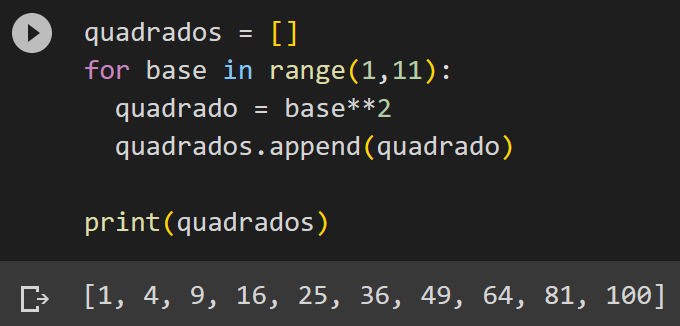 quadrados = []
for base in range(1,11):
  quadrado = base**2
  quadrados.append(quadrado)
print(quadrados)
[1, 4, 9, 16, 25, 36, 49, 64, 81, 100]